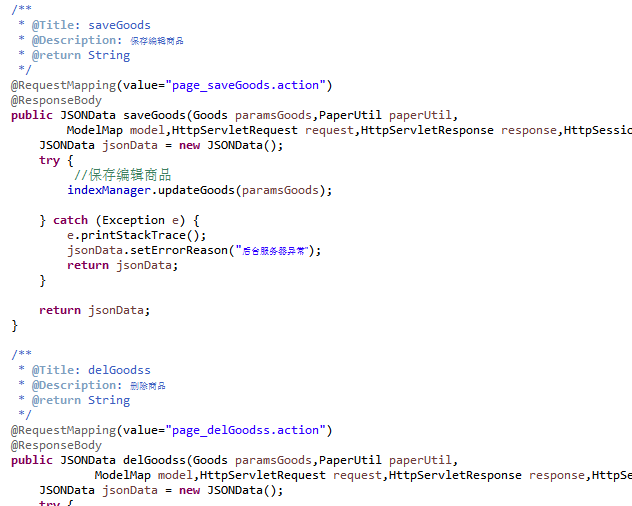 /**
 * @Title: saveGoods
 * @Description: 保存编辑商品
 * @return String
 */
@RequestMapping(value="page_saveGoods.action")
@ResponseBody
public JSONData saveGoods(Goods paramsGoods,PaperUtil paperUtil,
ModelMap model,HttpServletRequest request,HttpServletResponse response,HttpSessio
JSONData jsonData = new JSONData();
try {
//保存编辑商品
indexManager.updateGoods(paramsGoods);
} catch (Exception e) {
e.printStackTrace();
jsonData.setErrorReason("后台服务器异常");
return jsonData;
}
return jsonData;
}
/**
 * @Title: delGoodss
 * @Description: 删除商品
 * @return String
 */
@RequestMapping(value="page_delGoodss.action")
@ResponseBody
public JSONData delGoodss(Goods paramsGoods,PaperUtil paperUtil,
ModelMap model,HttpServletRequest request,HttpServletResponse response,HttpSe
JSONData jsonData = new JSONData();
try {